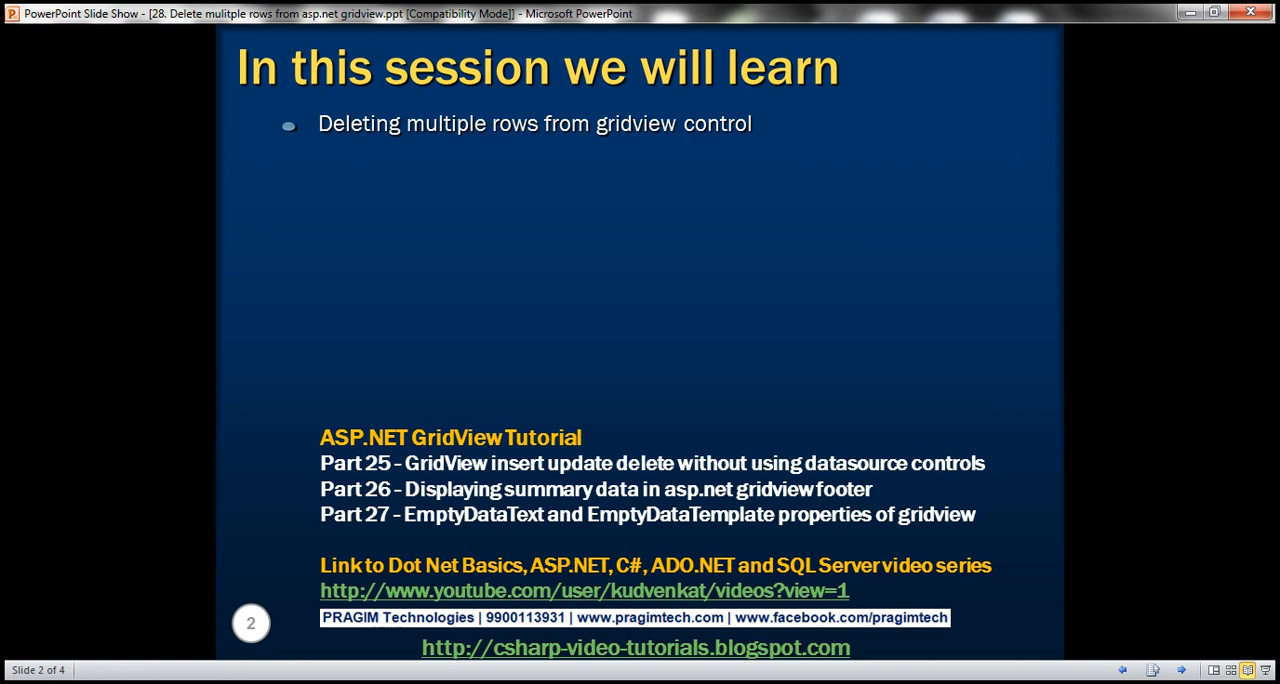 PowerPoint Slide Show - [28. Delete mulitple rows from asp.net gridview.ppt [Compatibility Mode]] - Microsoft PowerPoint
In this session we will learn
Deleting multiple rows from gridview control
ASP.NET GridView Tutorial
Part 25 - GridView insert update delete without using datasource controls
Part 26 - Displaying summary data in asp.net gridview footer
Part 27 - EmptyDataText and EmptyDataTemplate properties of gridview
Link to Dot Net Basics, ASP.NET, C#, ADO.NET and SQL Server video series
http://www.youtube.com/user/kudvenkat/videos?view=1
2
PRAGIM Technologies | 9900113931 | www.pragimtech.com | www.facebook.com/pragimtech
http://csharp-video-tutorials.blogspot.com
Slide 2 of 4